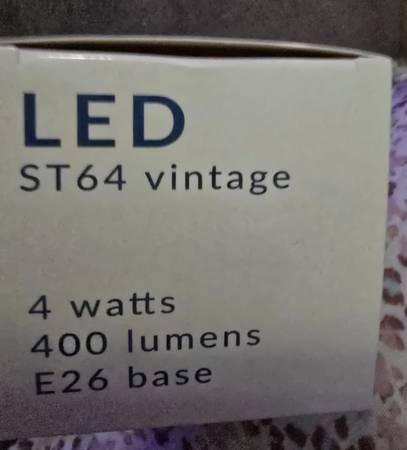 LED
ST64 vintage
4 watts
400 lumens
E26 base